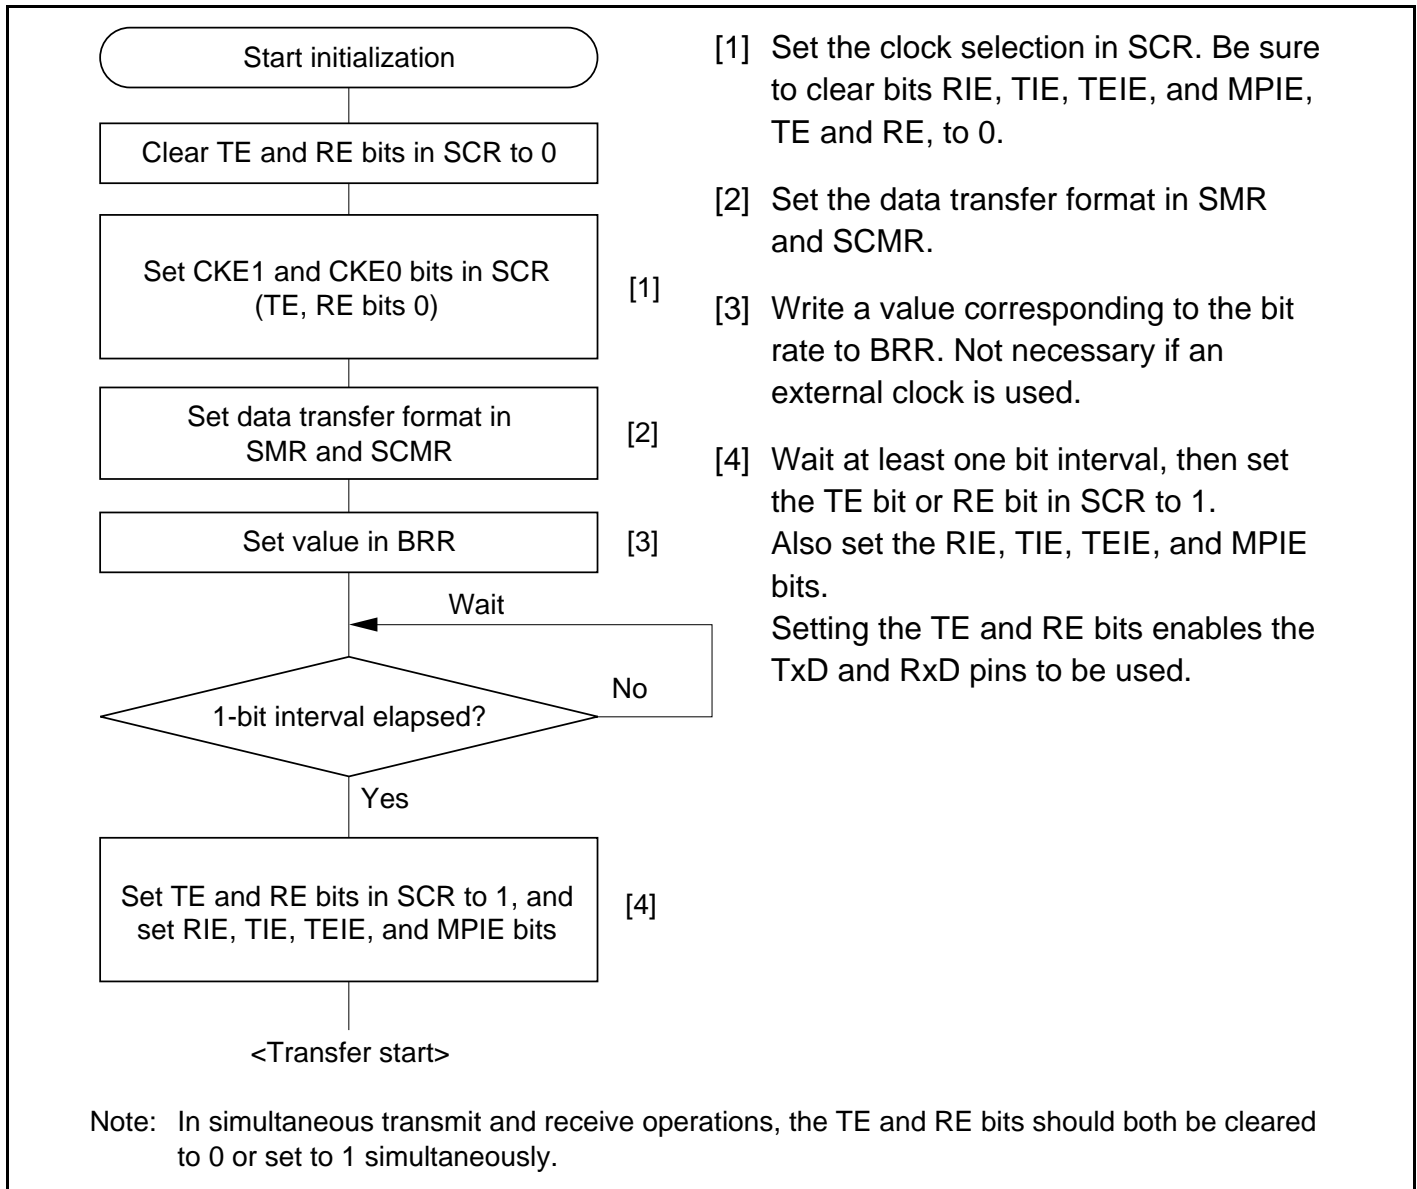 Start initialization
Clear TE and RE bits in SCR to 0
Set CKE1 and CKE0 bits in SCR
(TE, RE bits 0)
[1]
Set data transfer format in
SMR and SCMR
[2]
Set value in BRR
[3]
Wait
No
1-bit interval elapsed?
Yes
Set TE and RE bits in SCR to 1, and
set RIE, TIE, TEIE, and MPIE bits
[4]
<Transfer start>
[1] Set the clock selection in SCR. Be sure
to clear bits RIE, TIE, TEIE, and MPIE,
TE and RE, to 0.
[2] Set the data transfer format in SMR
and SCMR.
[3] Write a value corresponding to the bit
rate to BRR. Not necessary if an
external clock is used.
[4] Wait at least one bit interval, then set
the TE bit or RE bit in SCR to 1.
Also set the RIE, TIE, TEIE, and MPIE
bits.
Setting the TE and RE bits enables the
TxD and RxD pins to be used.
Note: In simultaneous transmit and receive operations, the TE and RE bits should both be cleared
to 0 or set to 1 simultaneously.